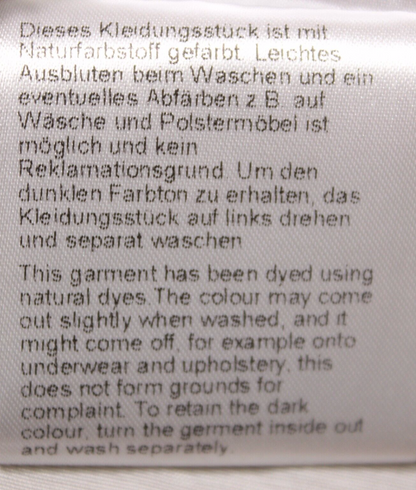 Dieses Kleidungsstück ist mit
Naturfarbstoff gefärbt. Leichtes
Ausbluten beim Waschen und ein
eventuelles Abfärben z.B. auf
Wäsche und Polstermöbel ist
möglich und kein
Reklamationsgrund. Um den
dunklen Farbton zu erhalten, das
Kleidungsstück auf links drehen
und separat waschen
This garment has been dyed using
natural dyes. The colour may come
out slightly when washed, and it
might come off, for example onto
underwear and upholstery, this
does not form grounds for
complaint. To retain the dark
colour, turn the germent inside out
and wash separately.